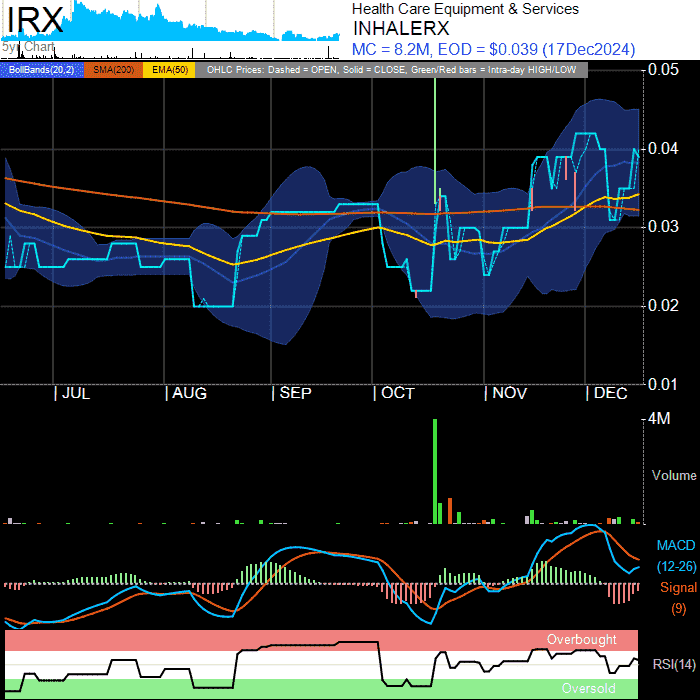 IRX
Health Care Equipment & Services
INHALERX
5yr Chart
MC = 8.2M, EOD = $0.039 (17Dec2024)
BollBands(20,2) SMA(200) EMA(50) OHLC Prices: Dashed = OPEN, Solid = CLOSE, Green/Red bars = Intra-day HIGH/LOW
0.05
0.04
0.03
0.02
0.01
JUL AUG SEP OCT NOV DEC
4M
Volume
MACD
(12-26)
Signal
(9)
Overbought
RSI(14)
Oversold